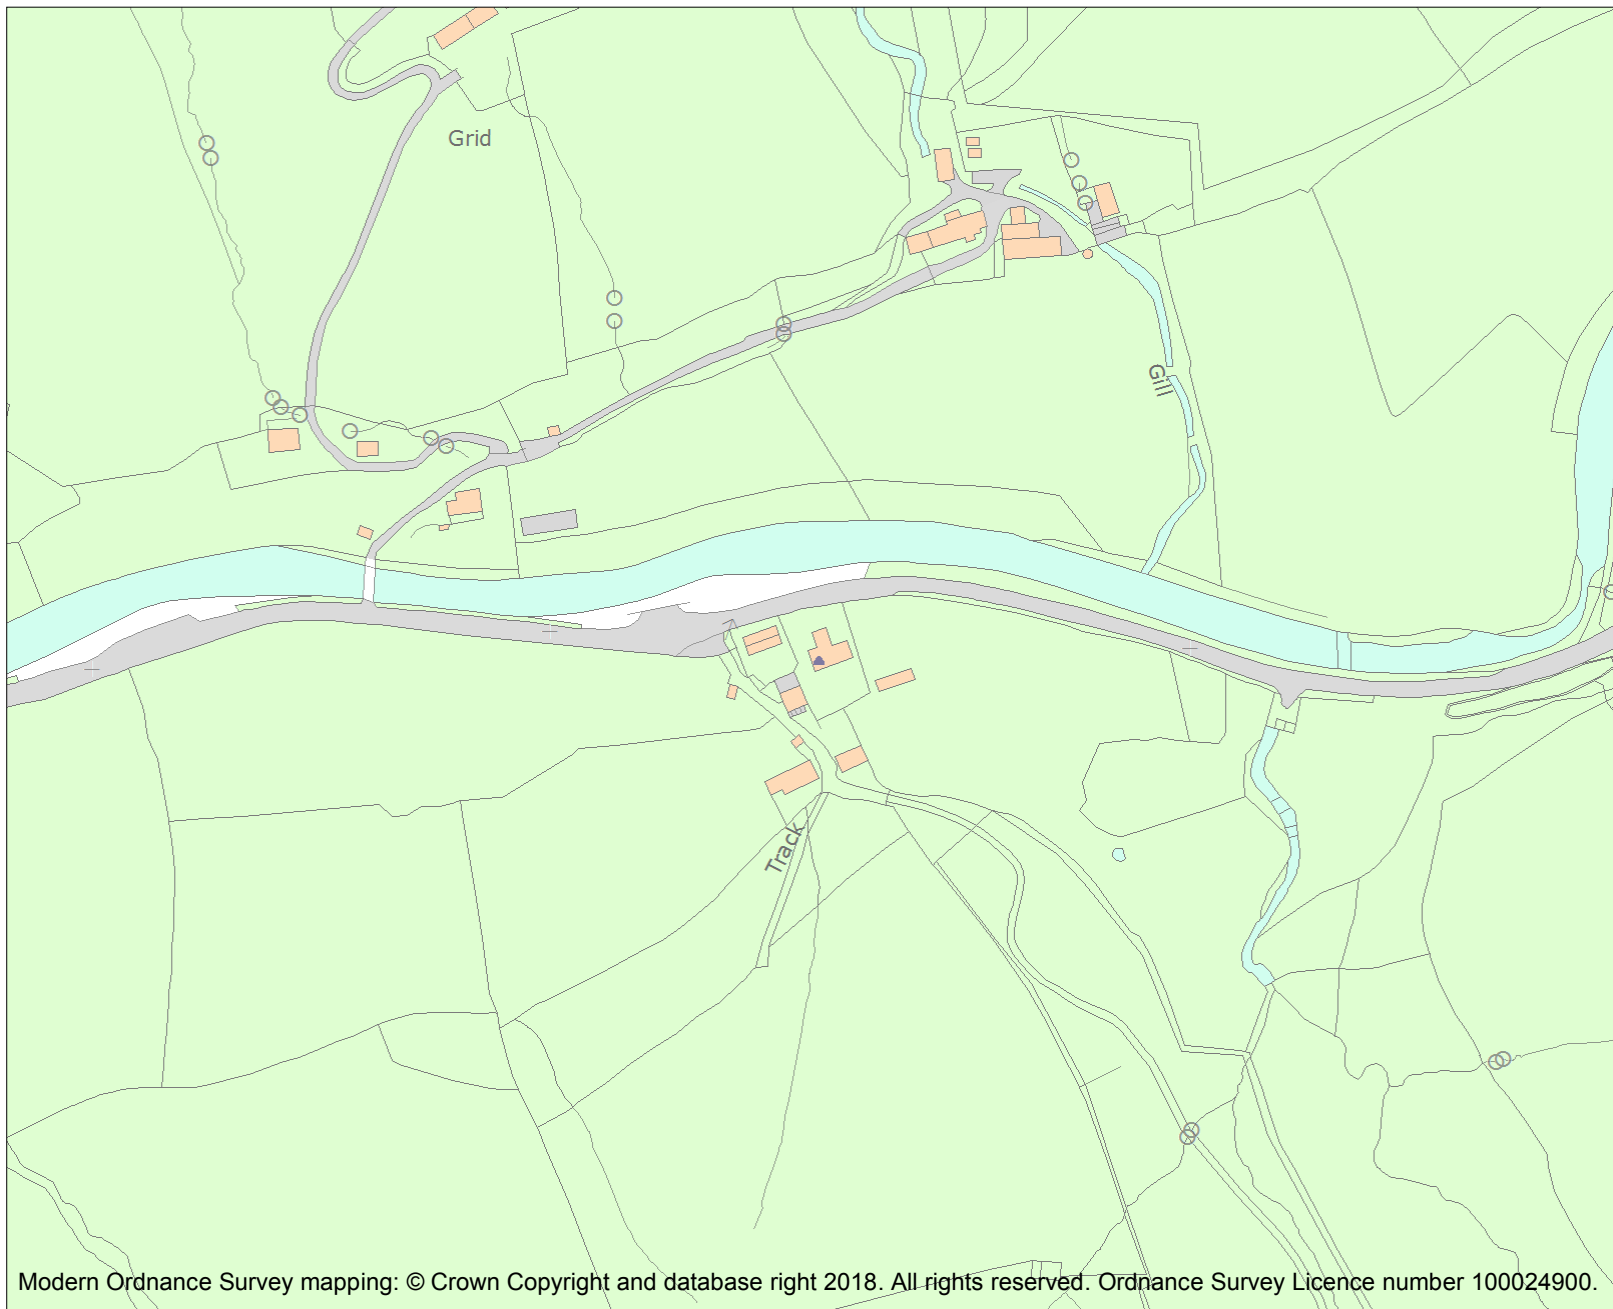 Grid
Gill
Track
Modern Ordnance Survey mapping: © Crown Copyright and database right 2018. All rights reserved. Ordnance Survey Licence number 100024900.